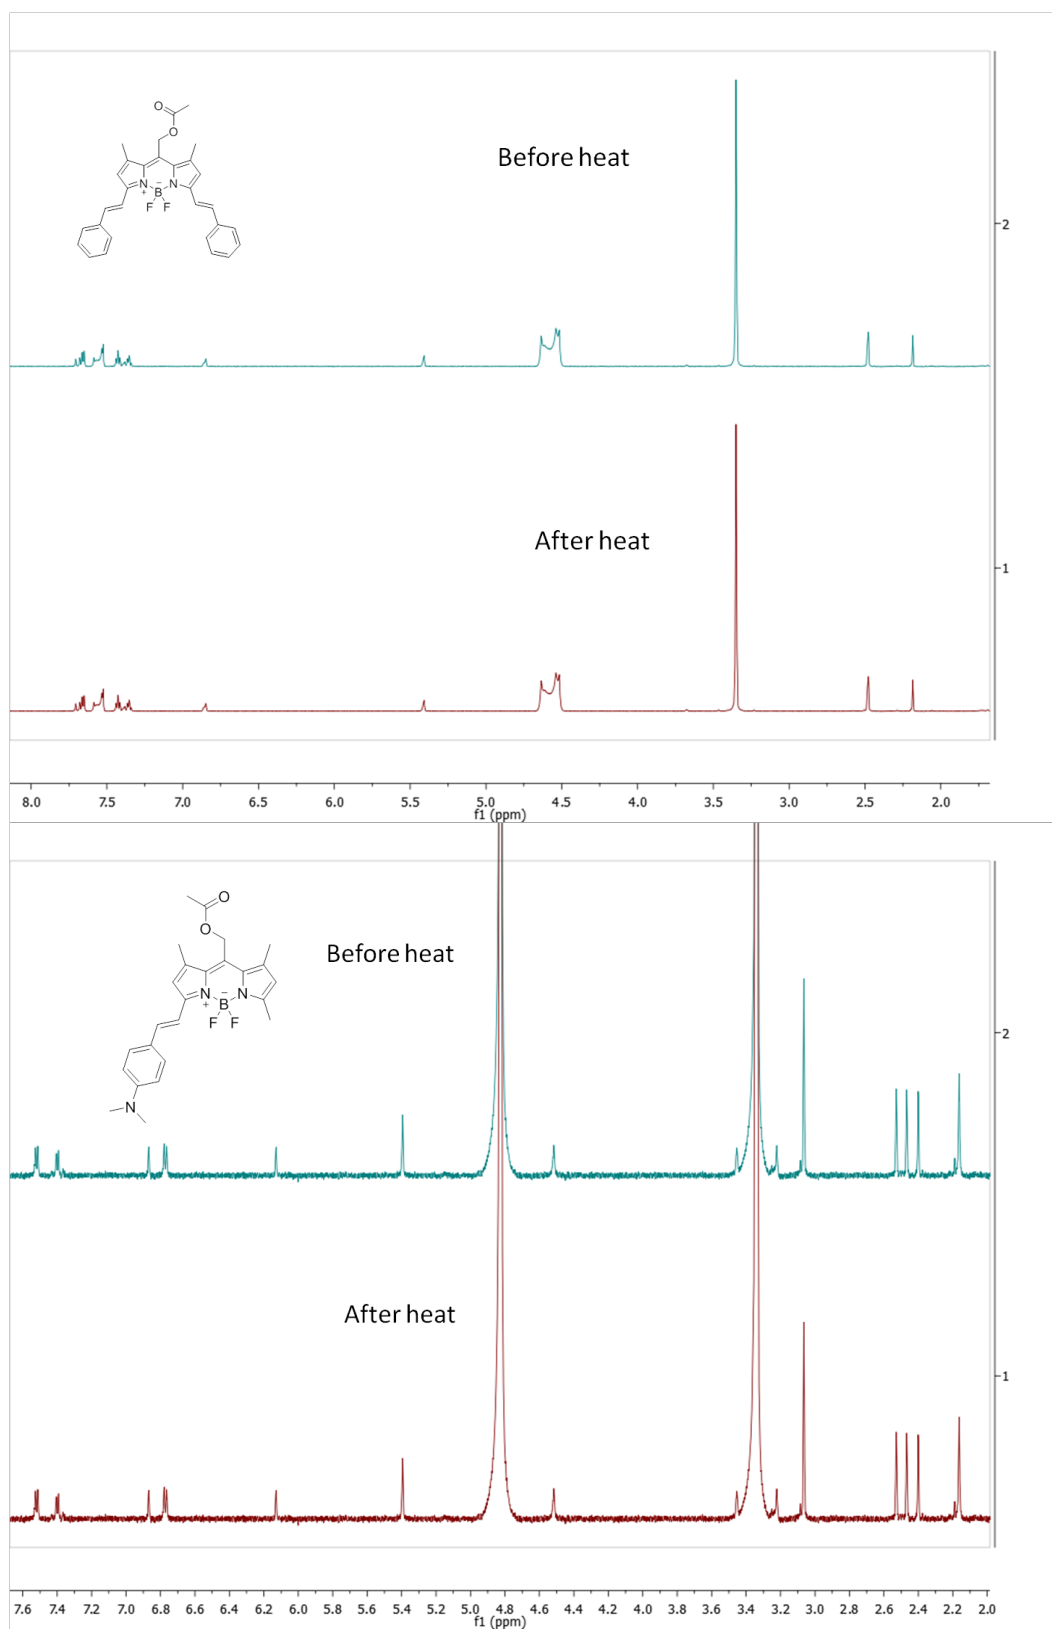 O
O
Before heat
N
N
+
B
−
F
F
2
After heat
1
8.0 7.5 7.0 6.5 6.0 5.5 5.0 4.5 4.0 3.5 3.0 2.5 2.0
f1 (ppm)
O
O
Before heat
N
N
+
B
−
F
F
2
N
After heat
1
7.6 7.4 7.2 7.0 6.8 6.6 6.4 6.2 6.0 5.8 5.6 5.4 5.2 5.0 4.8 4.6 4.4 4.2 4.0 3.8 3.6 3.4 3.2 3.0 2.8 2.6 2.4 2.2 2.0
f1 (ppm)